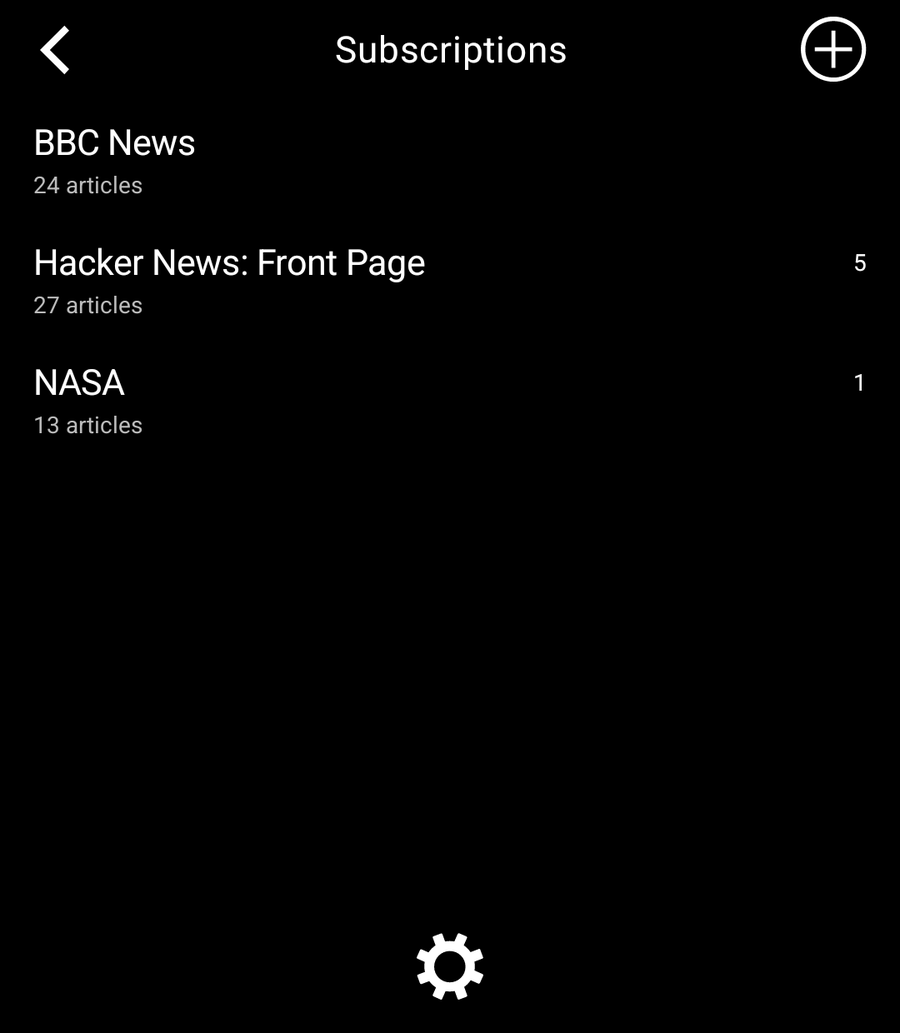 Subscriptions
BBC News
24 articles
Hacker News: Front Page
5
27 articles
NASA
1
13 articles